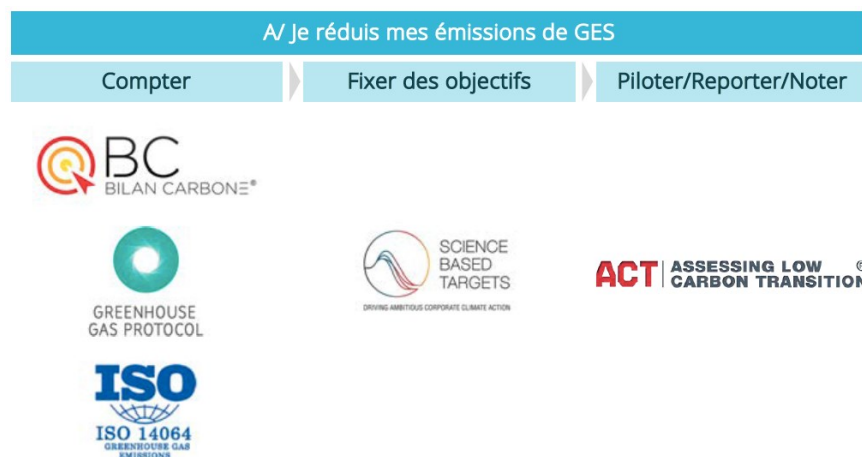 A/ Je réduis mes émissions de GES
Compter
Fixer des objectifs
Piloter/Reporter/Noter
BC
BILAN CARBONE®
GREENHOUSE
GAS PROTOCOL
SCIENCE
BASED
TARGETS
DRIVING AMBITIOUS CORPORATE CLIMATE ACTION
ACT ASSESSING LOW ®
CARBON TRANSITION
ISO
ISO 14064
GREENHOUSE GAS
EMISSIONS